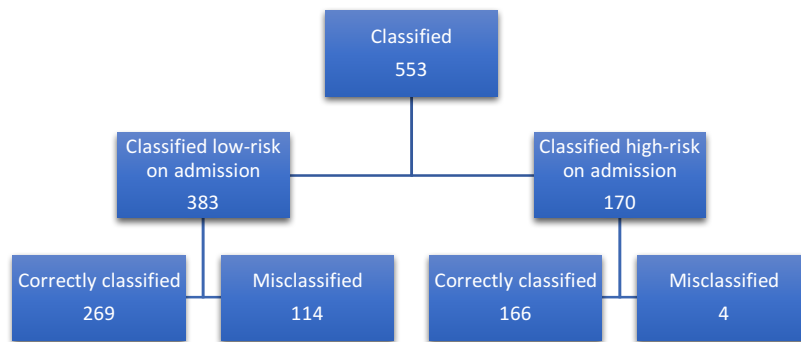 Classified
553
Classified low-risk
on admission
383
Classified high-risk
on admission
170
Correctly classified
269
Misclassified
114
Correctly classified
166
Misclassified
4